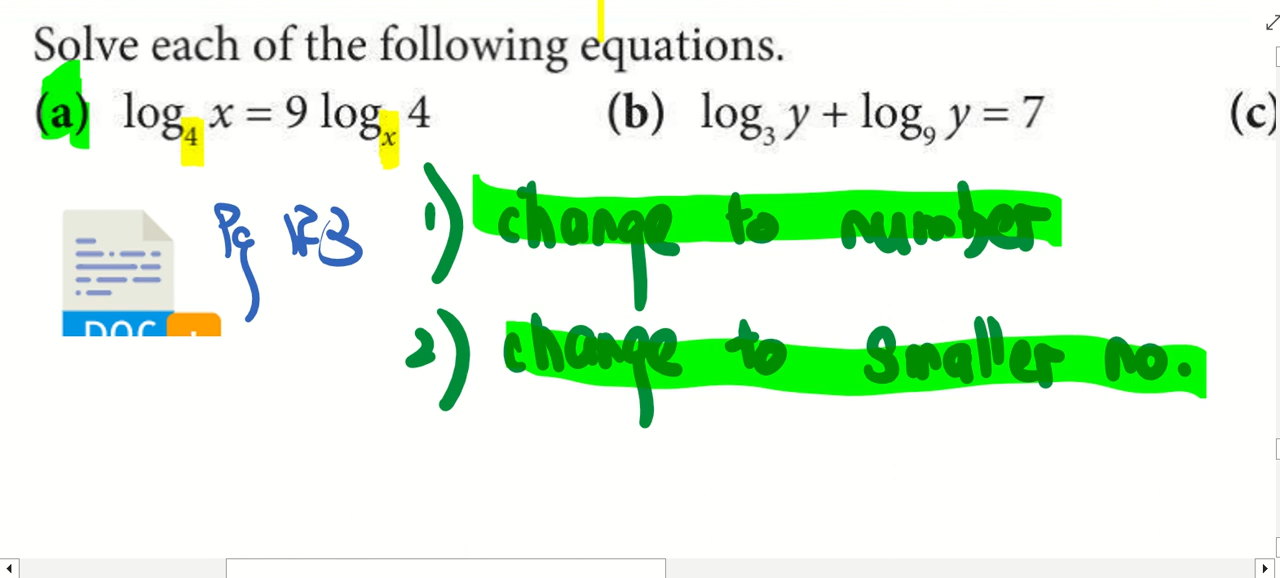 Solve each of the following equations.
(a) log₄ x = 9 logₓ 4 (b) log₃ y + log₉ y = 7 (c)
1) change to number
Pg
2) change to smaller no.
DOC